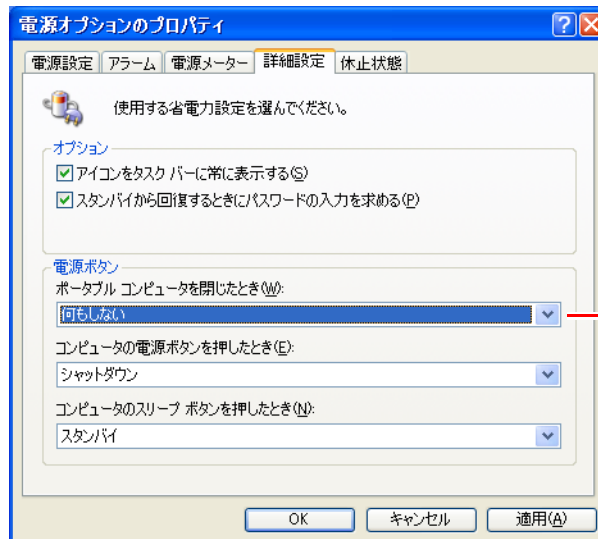 電源オプションのプロパティ
電源設定 アラーム 電源メーター 詳細設定 休止状態
使用する省電力設定を選んでください。
オプション
アイコンをタスク バーに常に表示する(S)
スタンバイから回復するときにパスワードの入力を求める(P)
電源ボタン
ポータブル コンピュータを閉じたとき(W):
何もしない
コンピュータの電源ボタンを押したとき(E):
シャットダウン
コンピュータのスリープ ボタンを押したとき(N):
スタンバイ
OK キャンセル 適用(A)